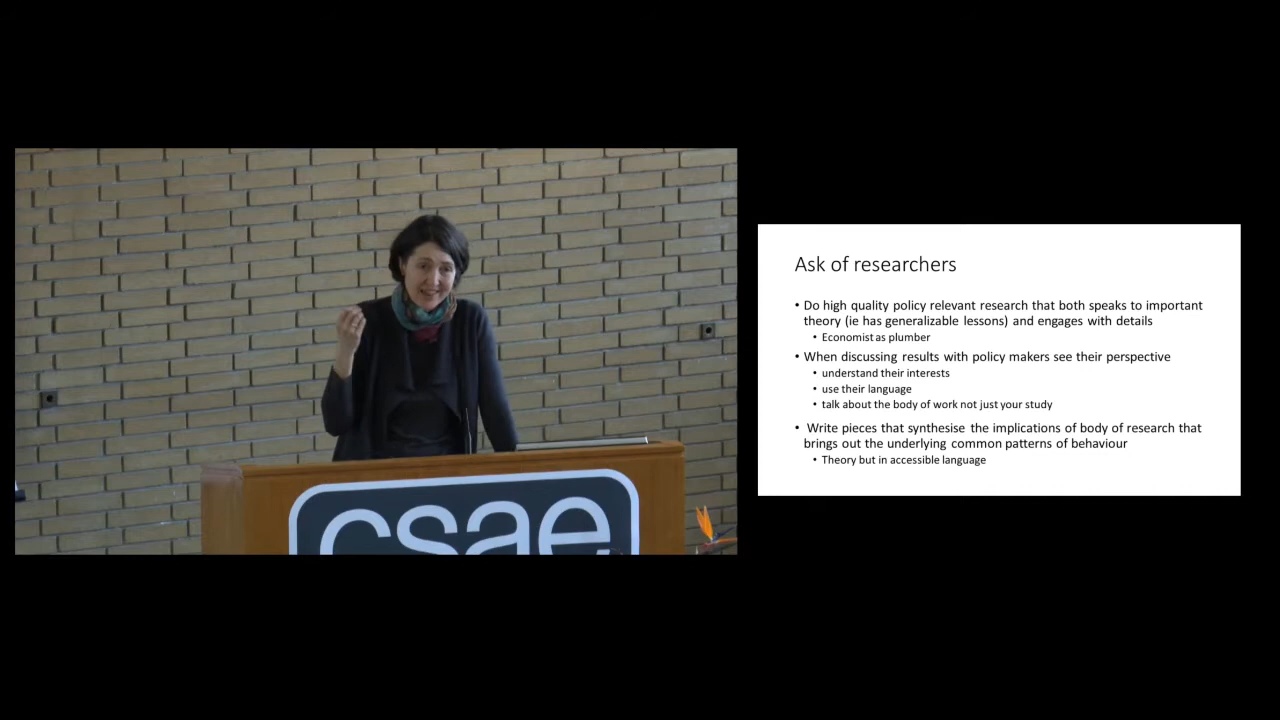 csae
Ask of researchers
• Do high quality policy relevant research that both speaks to important
theory (ie has generalizable lessons) and engages with details
• Economist as plumber
• When discussing results with policy makers see their perspective
• understand their interests
• use their language
• talk about the body of work not just your study
• Write pieces that synthesise the implications of body of research that
brings out the underlying common patterns of behaviour
• Theory but in accessible language